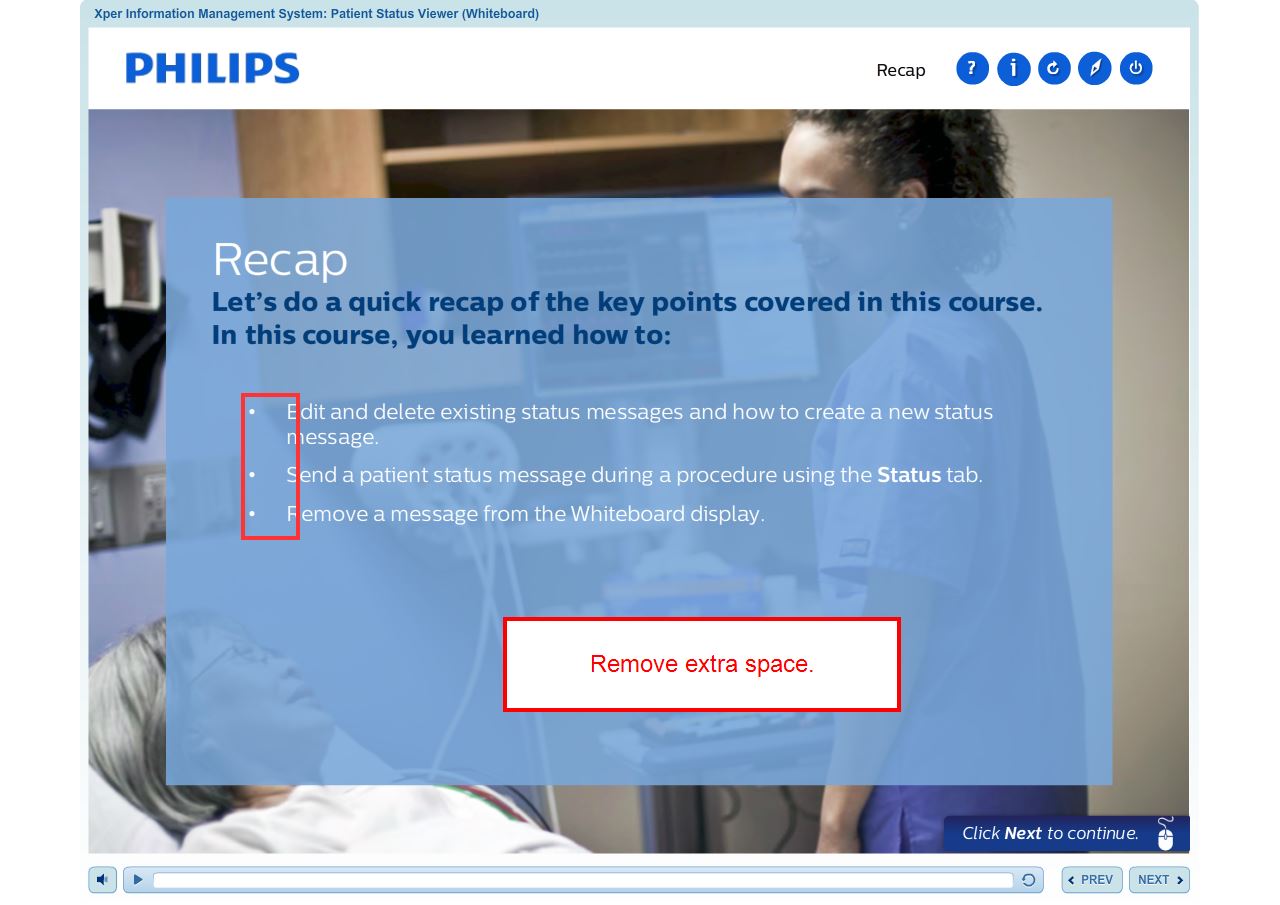 Xper Information Management System: Patient Status Viewer (Whiteboard)
PHILIPS
Recap
?
i
Recap
Let's do a quick recap of the key points covered in this course.
In this course, you learned how to:
• Edit and delete existing status messages and how to create a new status
message.
• Send a patient status message during a procedure using the Status tab.
• Remove a message from the Whiteboard display.
Remove extra space.
Click Next to continue.
PREV
NEXT